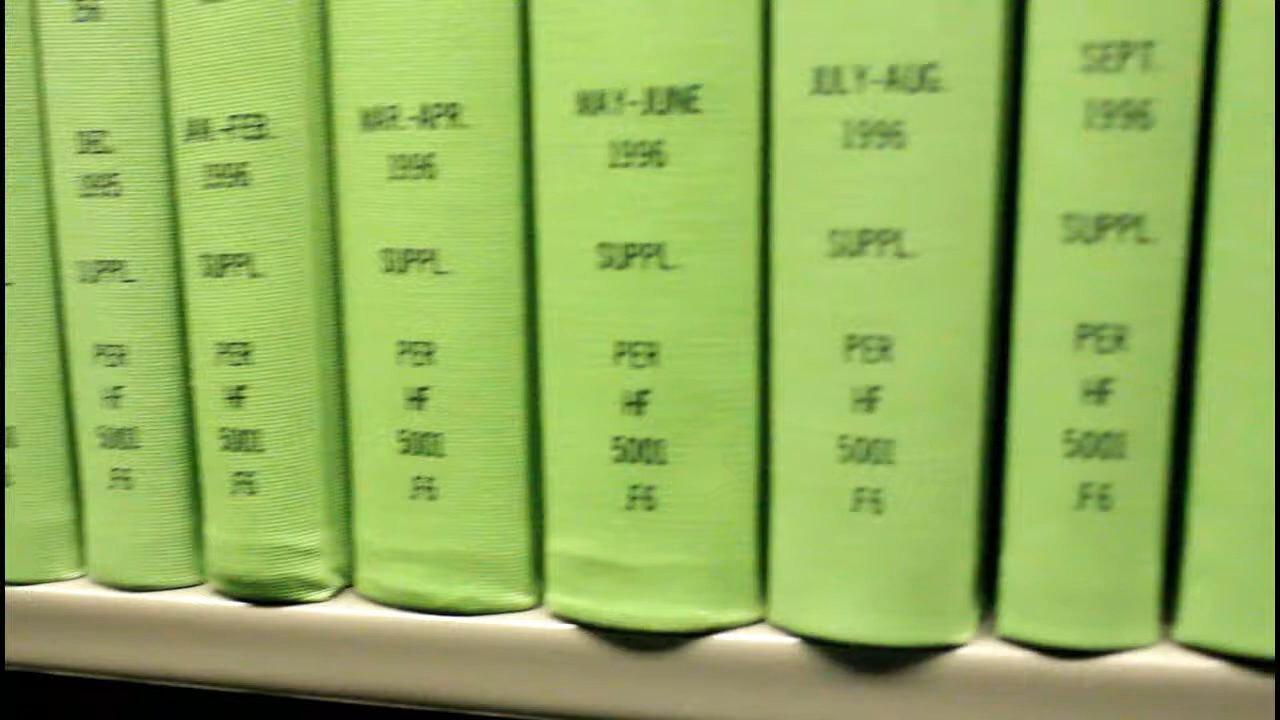 DEC.
1995
SUPPL.
PER
HF
5001
.F6
JAN.-FEB.
1996
SUPPL.
PER
HF
5001
.F6
MAR.-APR.
1996
SUPPL.
PER
HF
5001
.F6
MAY-JUNE
1996
SUPPL.
PER
HF
5001
.F6
JULY-AUG.
1996
SUPPL.
PER
HF
5001
.F6
SEPT.
1996
SUPPL.
PER
HF
5001
.F6